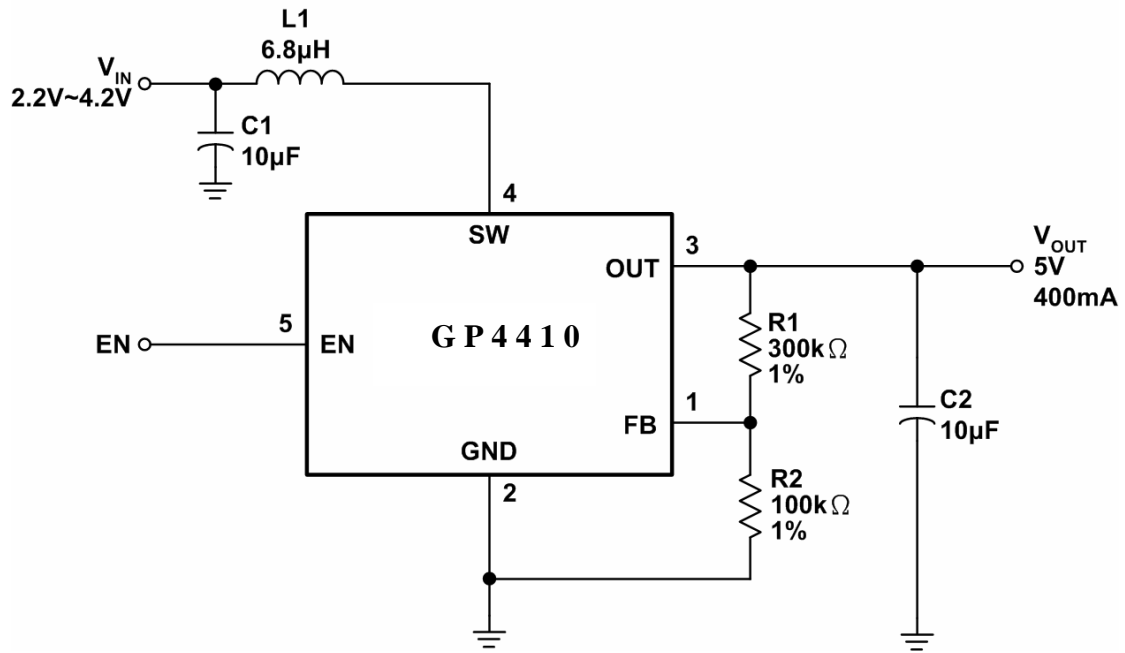 L1
6.8µH
VIN
2.2V~4.2V
C1
10µF
4
SW
3
OUT
VOUT
5V
400mA
5
EN
EN
GP4410
R1
300kΩ
1%
1
FB
C2
10µF
GND
2
R2
100kΩ
1%